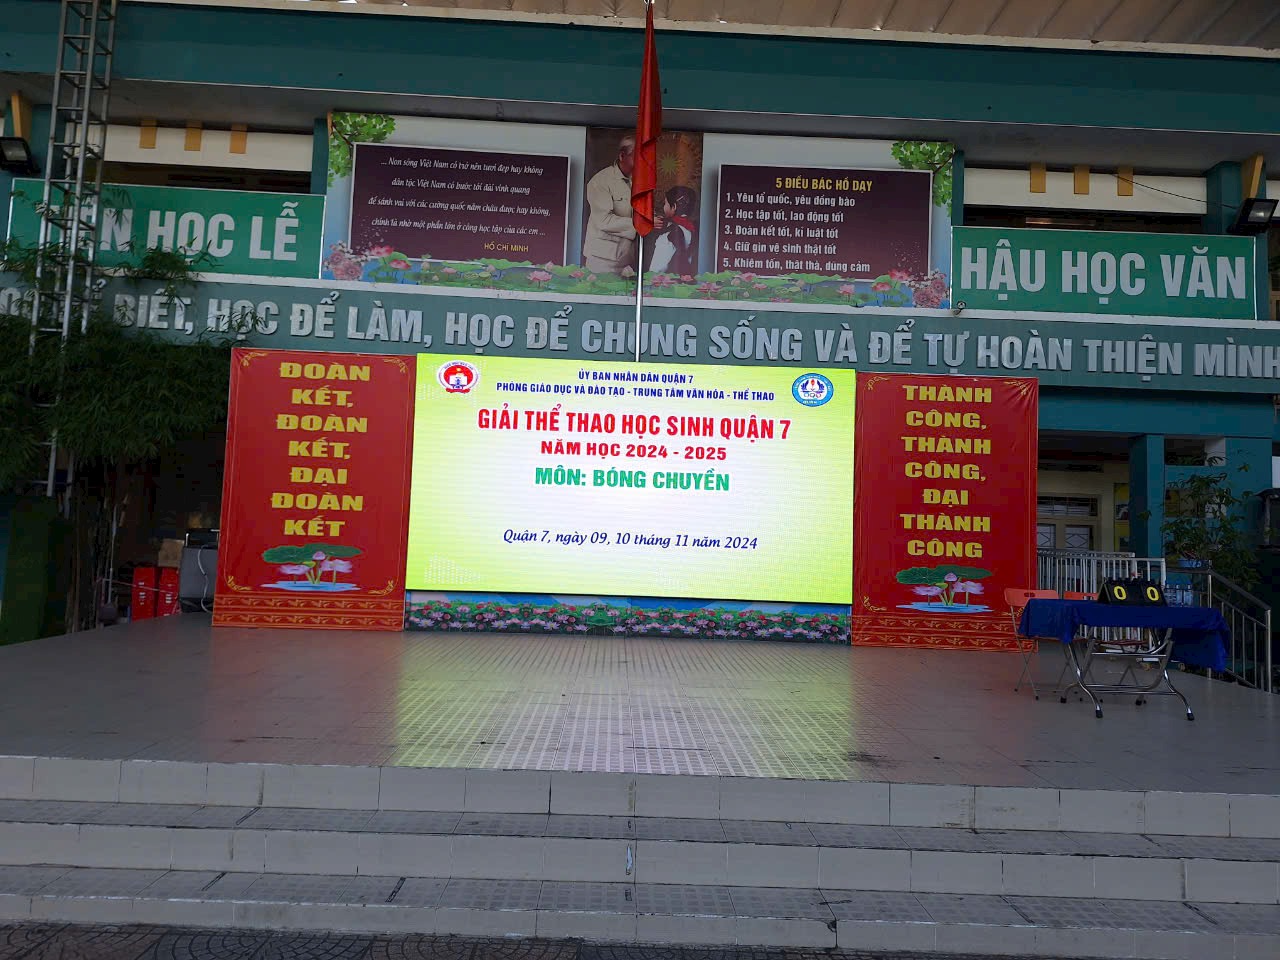 ... Non sông Việt Nam có trở nên tươi đẹp hay không
dân tộc Việt Nam có bước tới đài vinh quang
để sánh vai với các cường quốc năm châu được hay không,
chính là nhờ một phần lớn ở công học tập của các em ...
HỒ CHÍ MINH
5 ĐIỀU BÁC HỒ DẠY
1. Yêu tổ quốc, yêu đồng bào
2. Học tập tốt, lao động tốt
3. Đoàn kết tốt, kỉ luật tốt
4. Giữ gìn vệ sinh thật tốt
5. Khiêm tốn, thật thà, dũng cảm
HỌC LỄ
HẬU HỌC VĂN
BIẾT, HỌC ĐỂ LÀM, HỌC ĐỂ CHUNG SỐNG VÀ ĐỂ TỰ HOÀN THIỆN MÌNH
ĐOÀN
KẾT,
ĐOÀN
KẾT,
ĐẠI
ĐOÀN
KẾT
ỦY BAN NHÂN DÂN QUẬN 7
PHÒNG GIÁO DỤC VÀ ĐÀO TẠO - TRUNG TÂM VĂN HÓA - THỂ THAO
GIẢI THỂ THAO HỌC SINH QUẬN 7
NĂM HỌC 2024 - 2025
MÔN: BÓNG CHUYỀN
Quận 7, ngày 09, 10 tháng 11 năm 2024
THÀNH
CÔNG,
THÀNH
CÔNG,
ĐẠI
THÀNH
CÔNG
0 0